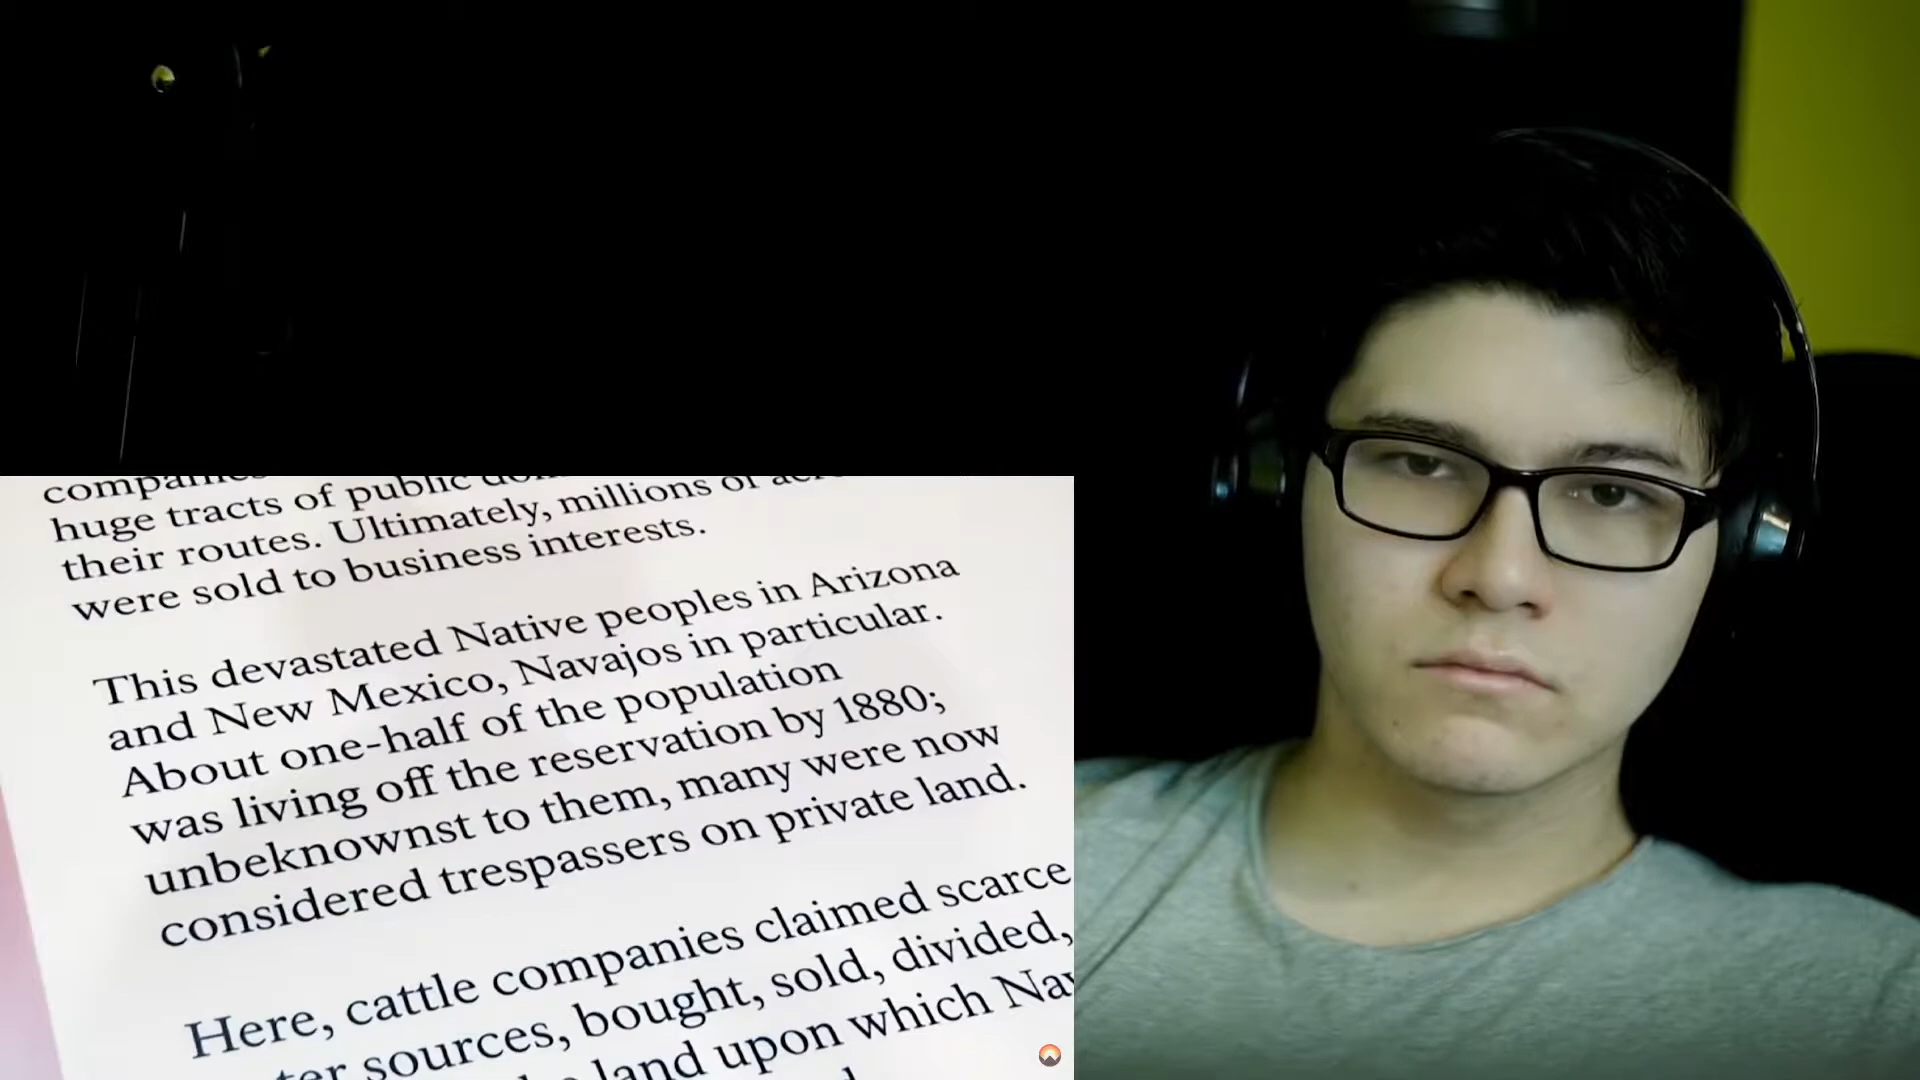 companies
huge tracts of public
their routes. Ultimately, millions of
were sold to business interests.
This devastated Native peoples in Arizona
and New Mexico, Navajos in particular.
About one-half of the population
was living off the reservation by 1880;
unbeknownst to them, many were now
considered trespassers on private land.
Here, cattle companies claimed scarce
sources, bought, sold, divided,
land upon which